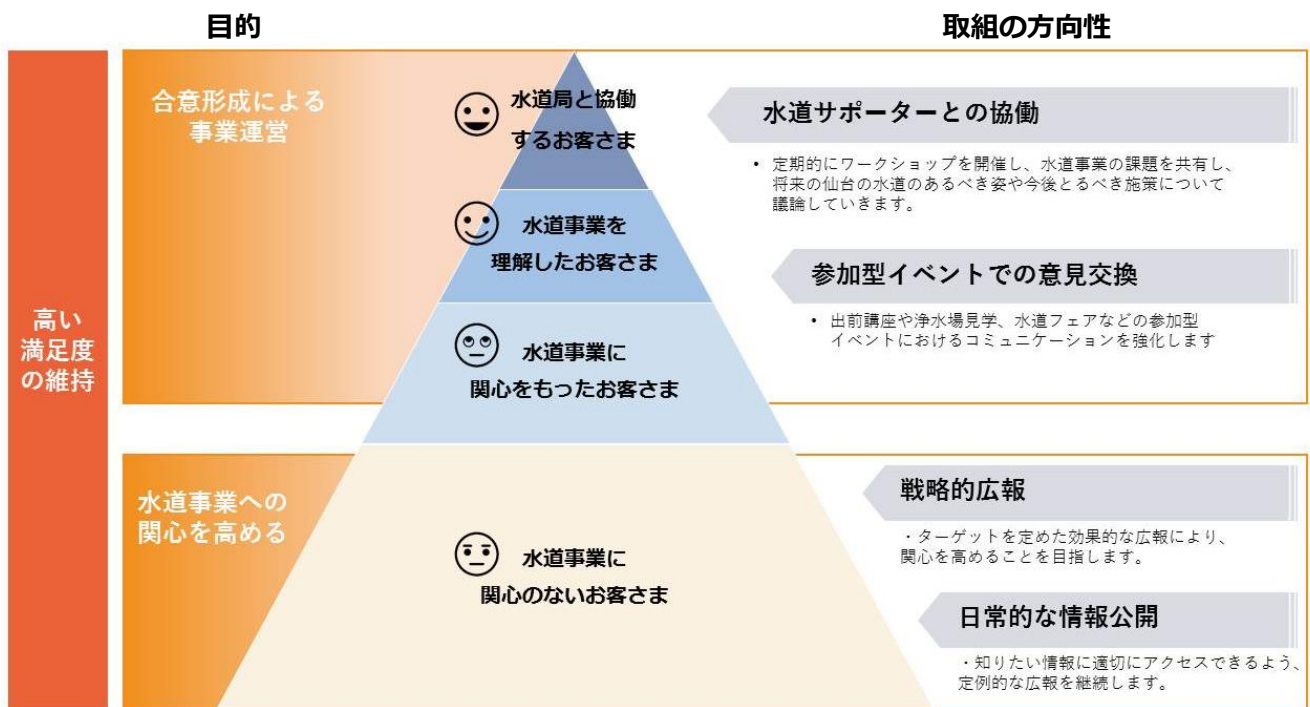 目的
取組の方向性
高い
満足度
の維持
合意形成による
事業運営
水道局と協働
するお客さま
水道サポーターとの協働
• 定期的にワークショップを開催し、水道事業の課題を共有し、
将来の仙台の水道のあるべき姿や今後とるべき施策について
議論していきます。
水道事業を
理解したお客さま
参加型イベントでの意見交換
• 出前講座や浄水場見学、水道フェアなどの参加型
イベントにおけるコミュニケーションを強化します
水道事業に
関心をもったお客さま
水道事業への
関心を高める
水道事業に
関心のないお客さま
戦略的広報
・ターゲットを定めた効果的な広報により、
関心を高めることを目指します。
日常的な情報公開
・知りたい情報に適切にアクセスできるよう、
定例的な広報を継続します。